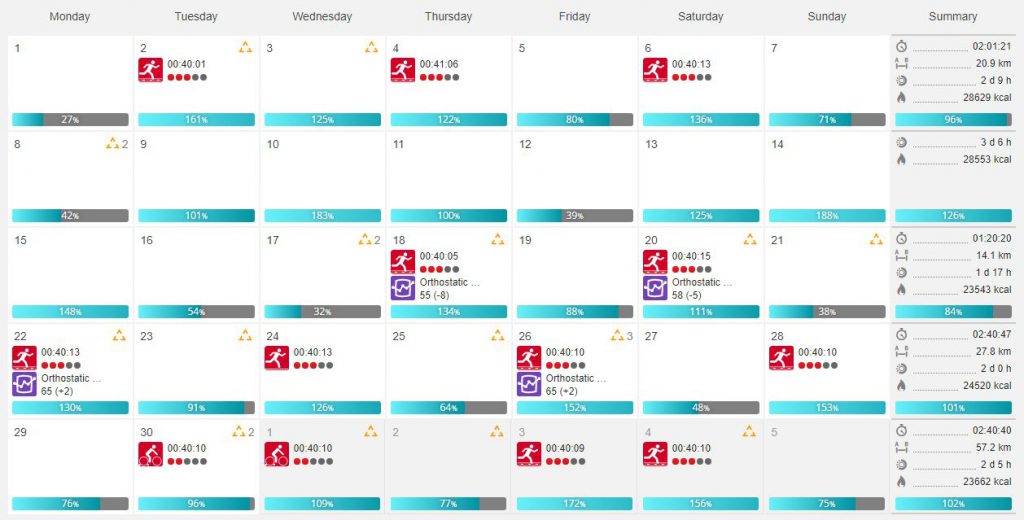 Monday Tuesday Wednesday Thursday Friday Saturday Sunday Summary
1 2 3 4 5 6 7 02:01:21
00:40:01 00:41:06 00:40:13 20.9 km
2 d 9 h
28629 kcal
27% 161% 125% 122% 80% 136% 71% 96%
8 2 9 10 11 12 13 14 3 d 6 h
28553 kcal
42% 101% 183% 100% 39% 125% 188% 126%
15 16 17 2 18 19 20 21 01:20:20
00:40:05 00:40:15 14.1 km
Orthostatic ... Orthostatic ... 1 d 17 h
55 (-8) 58 (-5) 23543 kcal
148% 54% 32% 134% 88% 111% 38% 84%
22 23 24 25 26 3 27 28 02:40:47
00:40:13 00:40:13 00:40:10 00:40:10 27.8 km
Orthostatic ... Orthostatic ... 2 d 0 h
65 (+2) 65 (+2) 24520 kcal
130% 91% 126% 64% 152% 48% 153% 101%
29 30 2 1 2 3 4 5 02:40:40
00:40:10 00:40:10 00:40:09 00:40:10 57.2 km
2 d 5 h
23662 kcal
76% 96% 109% 77% 172% 156% 75% 102%